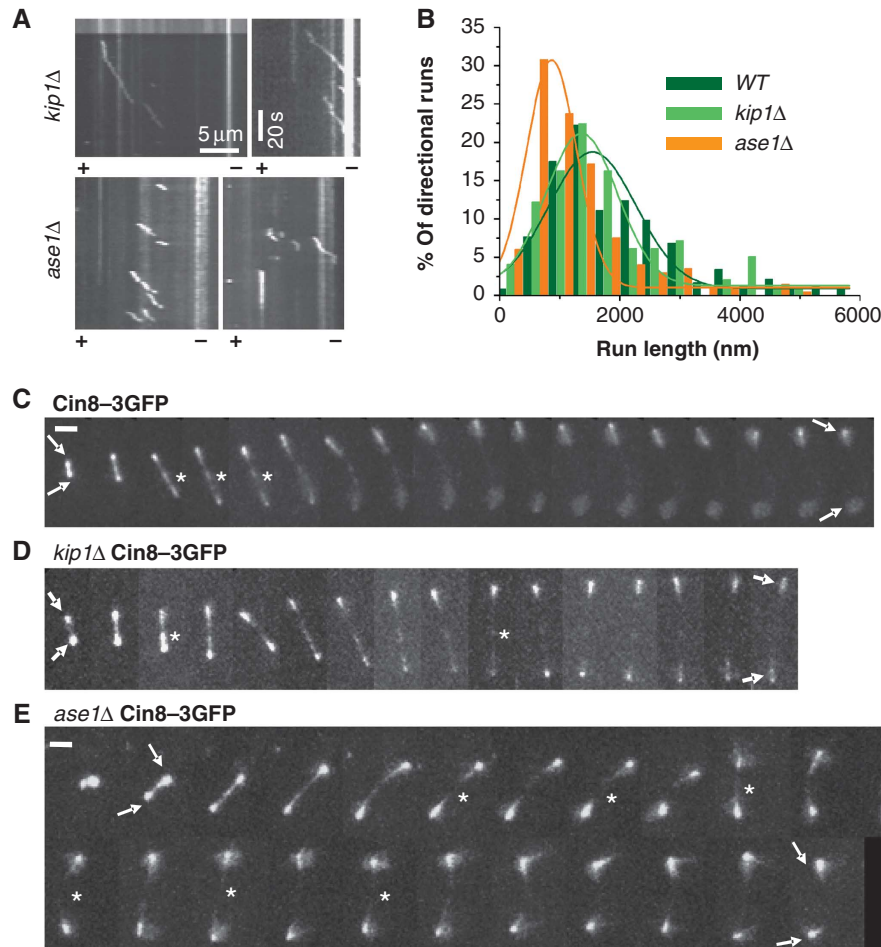 A
kip1Δ
5 μm
20 s
+ − + −
ase1Δ
+ − + −
B
% Of directional runs
35
30
25
20
15
10
5
0
0 2000 4000 6000
Run length (nm)
WT
kip1Δ
ase1Δ
C Cin8–3GFP
* * *
D kip1Δ Cin8–3GFP
* *
E ase1Δ Cin8–3GFP
* * *
* * *